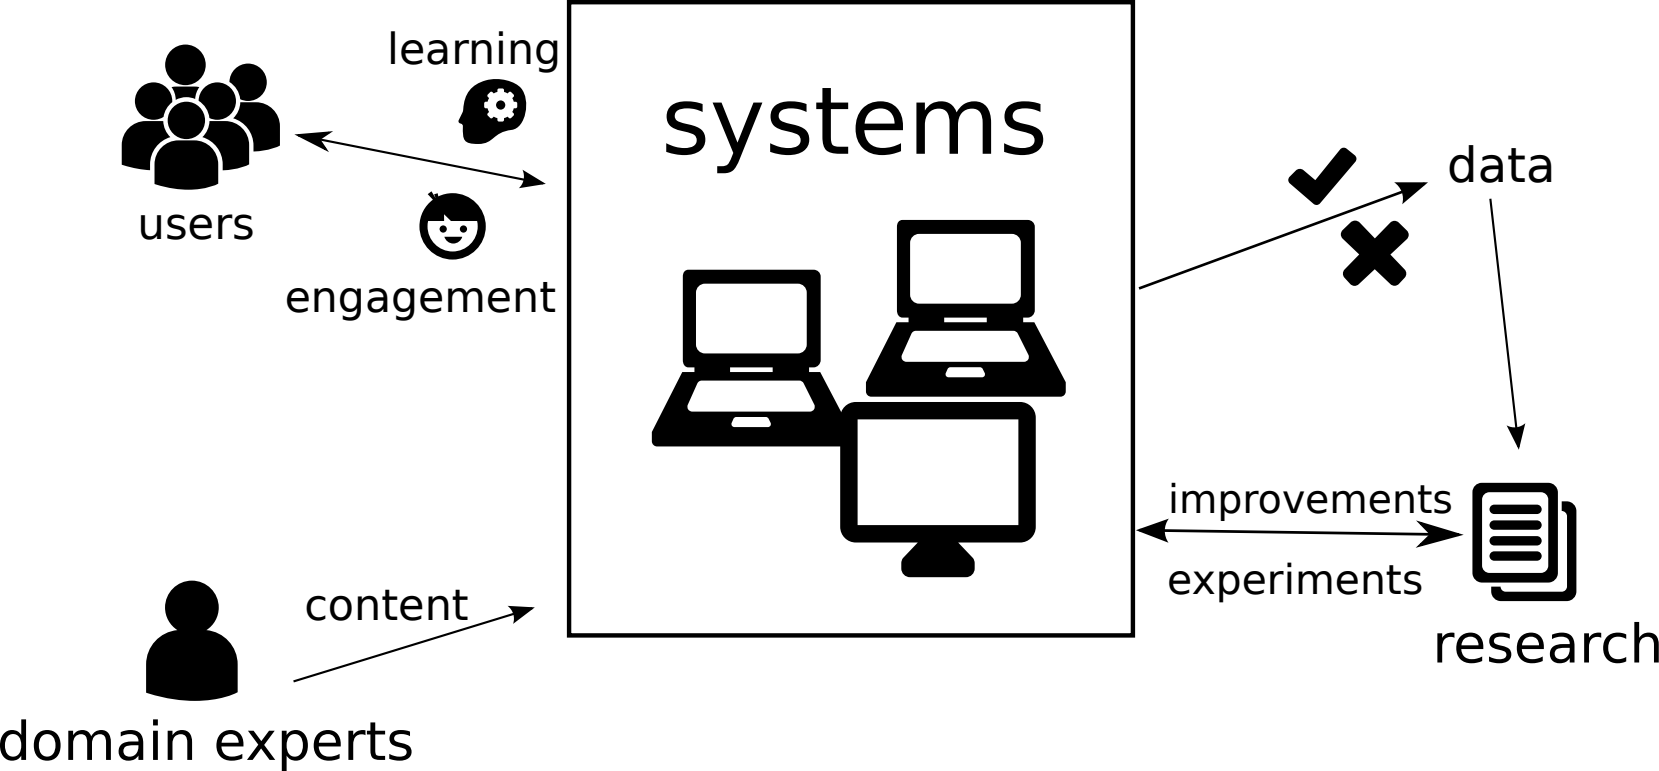 learning
systems
data
users
engagement
improvements
experiments
content
research
domain experts